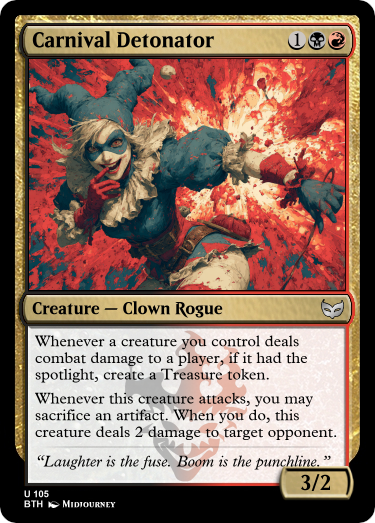 Carnival Detonator 1
Creature — Clown Rogue
Whenever a creature you control deals
combat damage to a player, if it had the
spotlight, create a Treasure token.
Whenever this creature attacks, you may
sacrifice an artifact. When you do, this
creature deals 2 damage to target opponent.
“Laughter is the fuse. Boom is the punchline.”
3/2
U 105
BTH Midjourney